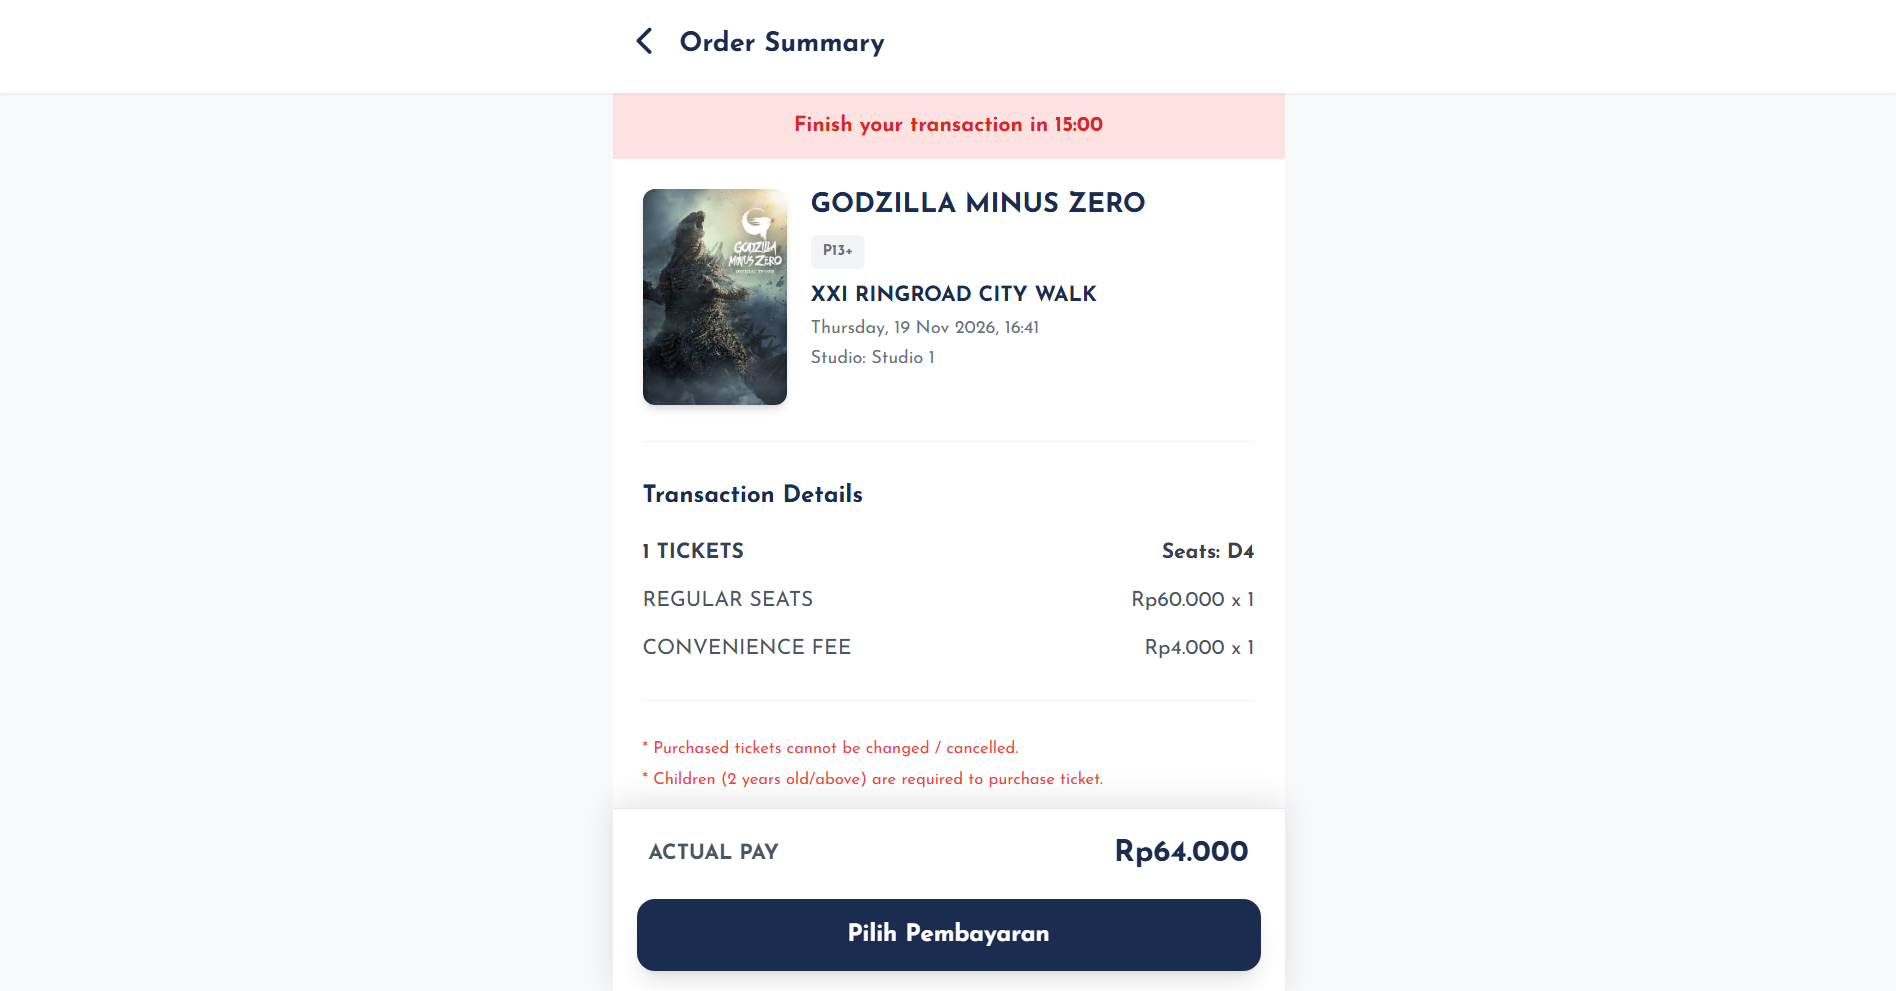 Order Summary
Finish your transaction in 15:00
GODZILLA
MINUS ZERO
GODZILLA MINUS ZERO
P13+
XXI RINGROAD CITY WALK
Thursday, 19 Nov 2026, 16:41
Studio: Studio 1
Transaction Details
1 TICKETS
Seats: D4
REGULAR SEATS
Rp60.000 x 1
CONVENIENCE FEE
Rp4.000 x 1
* Purchased tickets cannot be changed / cancelled.
* Children (2 years old/above) are required to purchase ticket.
ACTUAL PAY
Rp64.000
Pilih Pembayaran